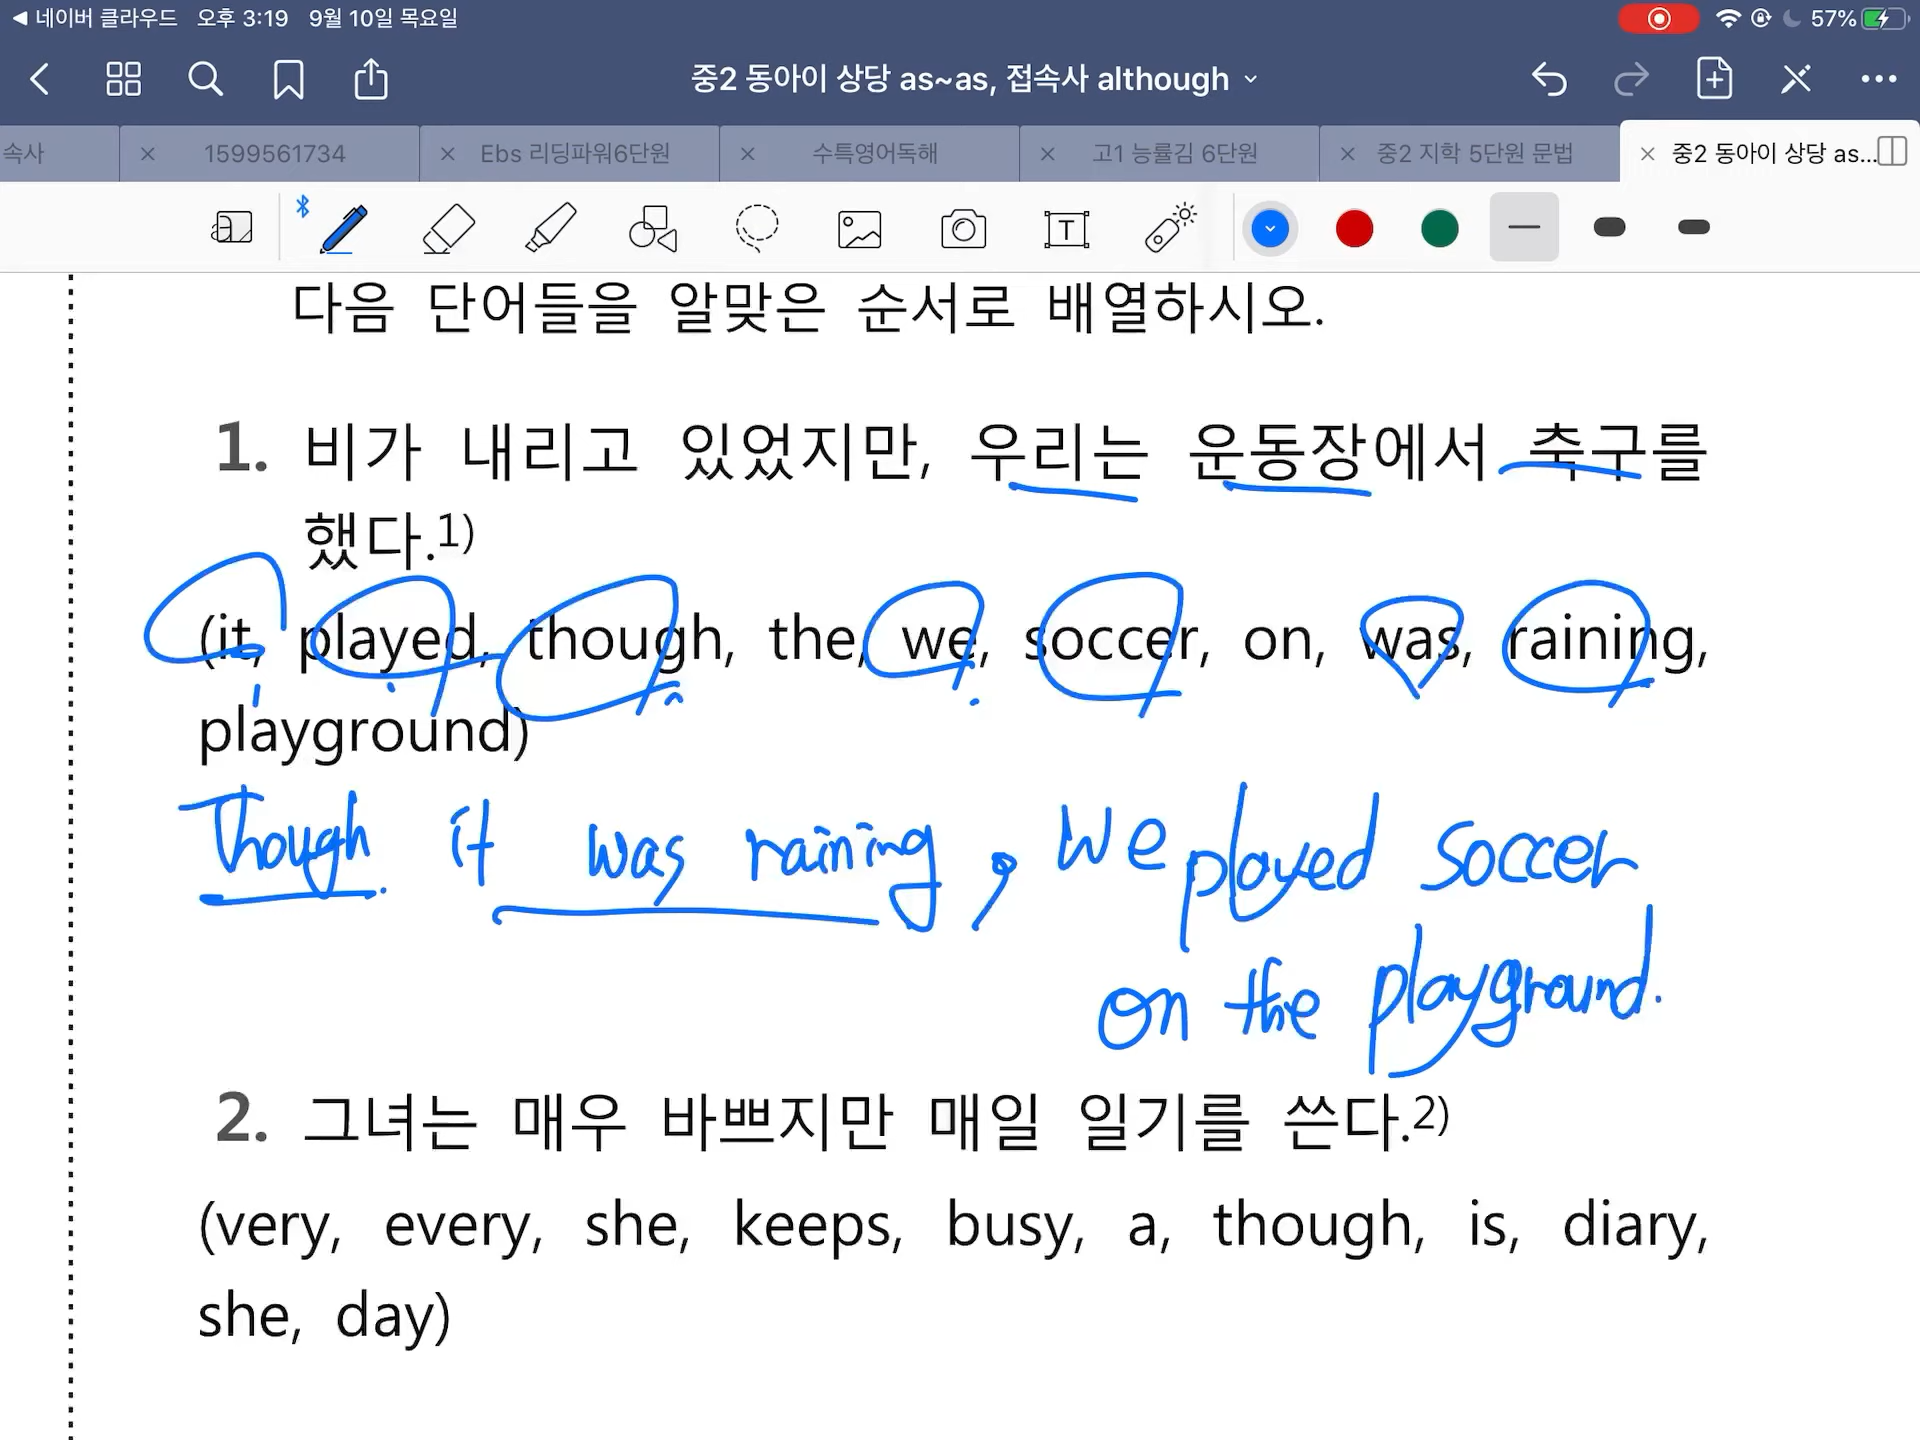 ◀ 네이버 클라우드 오후 3:19 9월 10일 목요일 57%
중2 동아이 상당 as~as, 접속사 although
속사 × 1599561734 × Ebs 리딩파워6단원 × 수특영어독해 × 고1 능률김 6단원 × 중2 지학 5단원 문법 × 중2 동아이 상당 as...
T
다음 단어들을 알맞은 순서로 배열하시오.
1. 비가 내리고 있었지만, 우리는 운동장에서 축구를
했다.1)
(it, played, though, the, we, soccer, on, was, raining,
playground)
Though it was raining, we played soccer
on the playground.
2. 그녀는 매우 바쁘지만 매일 일기를 쓴다.2)
(very, every, she, keeps, busy, a, though, is, diary,
she, day)